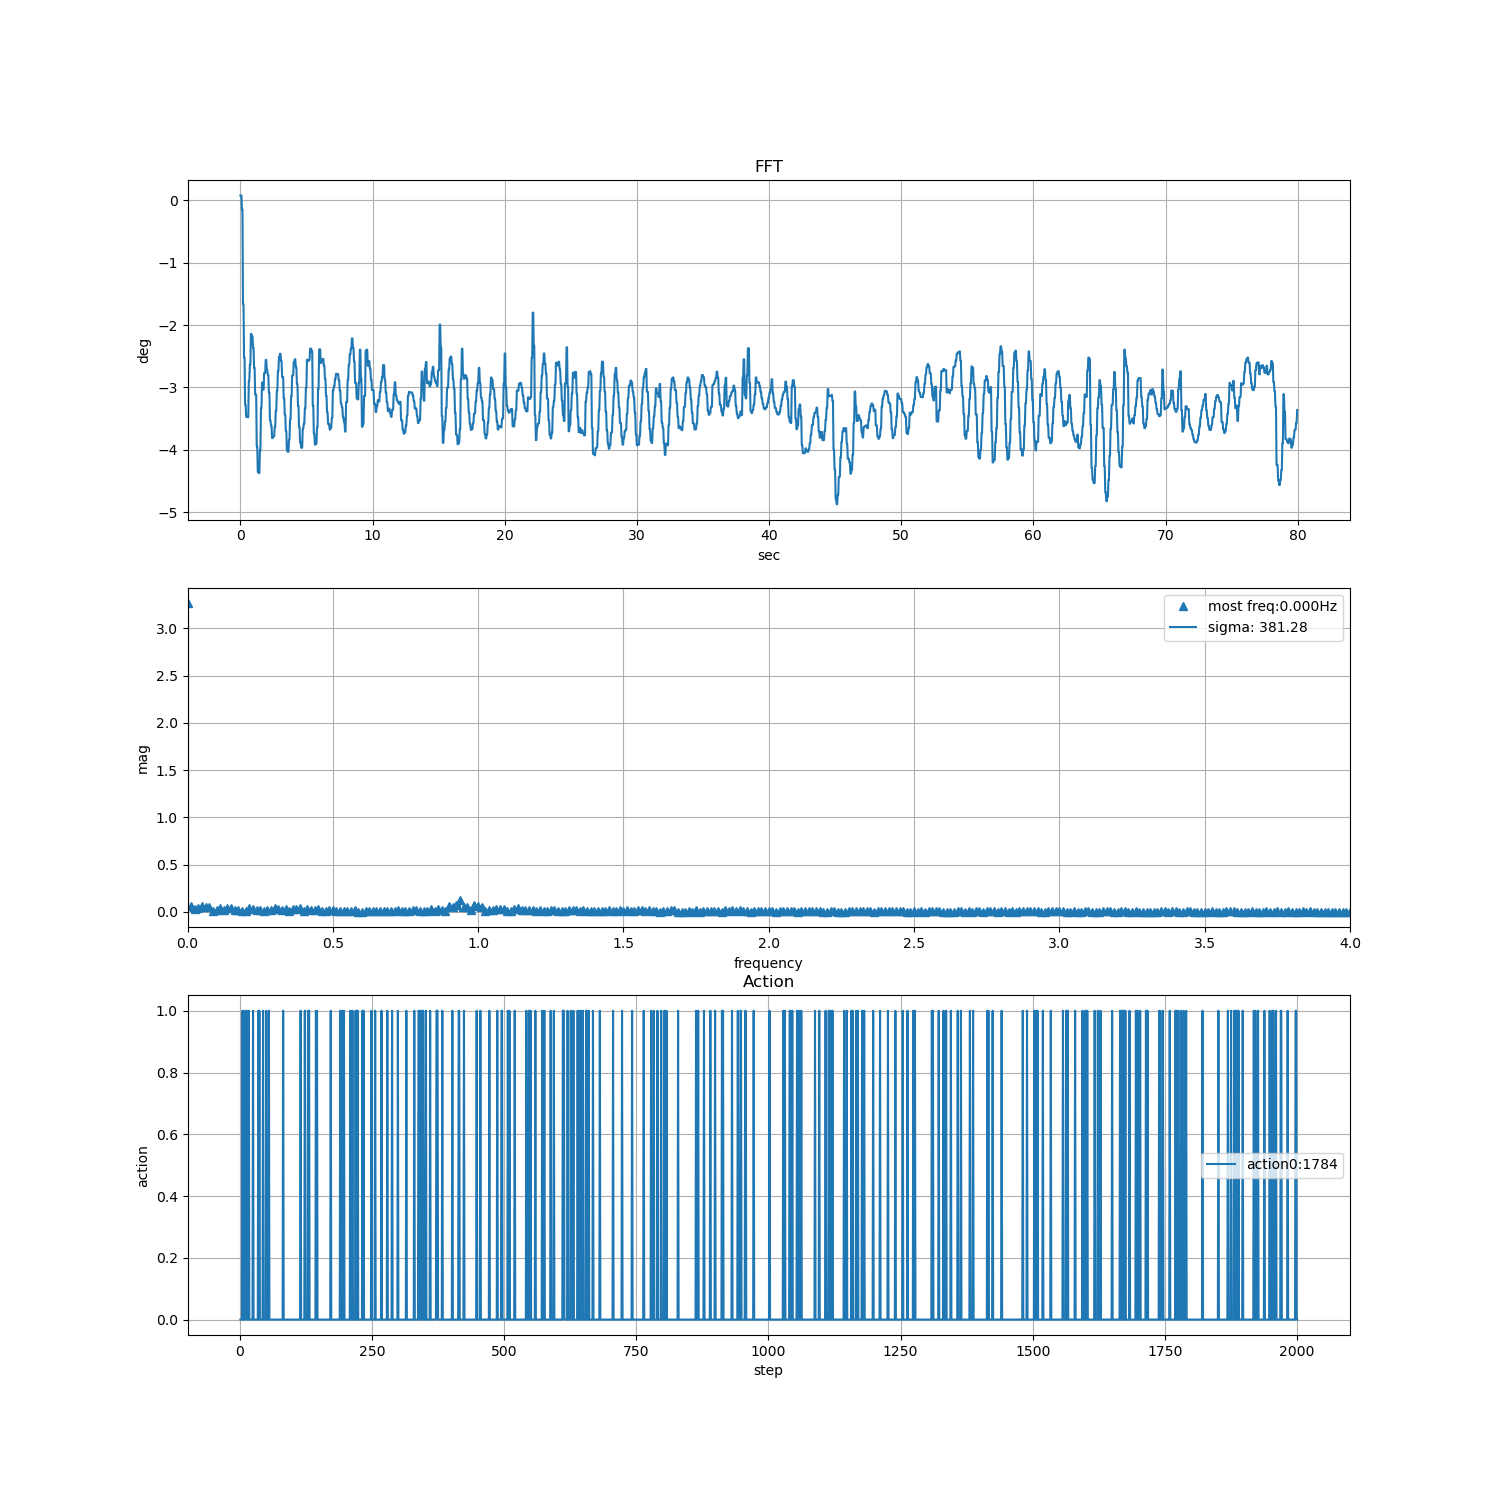 FFT
0
−1
−2
−3
−4
−5
deg
0 10 20 30 40 50 60 70 80
sec
most freq:0.000Hz
sigma: 381.28
3.0
2.5
2.0
1.5
1.0
0.5
0.0
mag
0.0 0.5 1.0 1.5 2.0 2.5 3.0 3.5 4.0
frequency
Action
1.0
0.8
0.6
0.4
0.2
0.0
action
action0:1784
0 250 500 750 1000 1250 1500 1750 2000
step